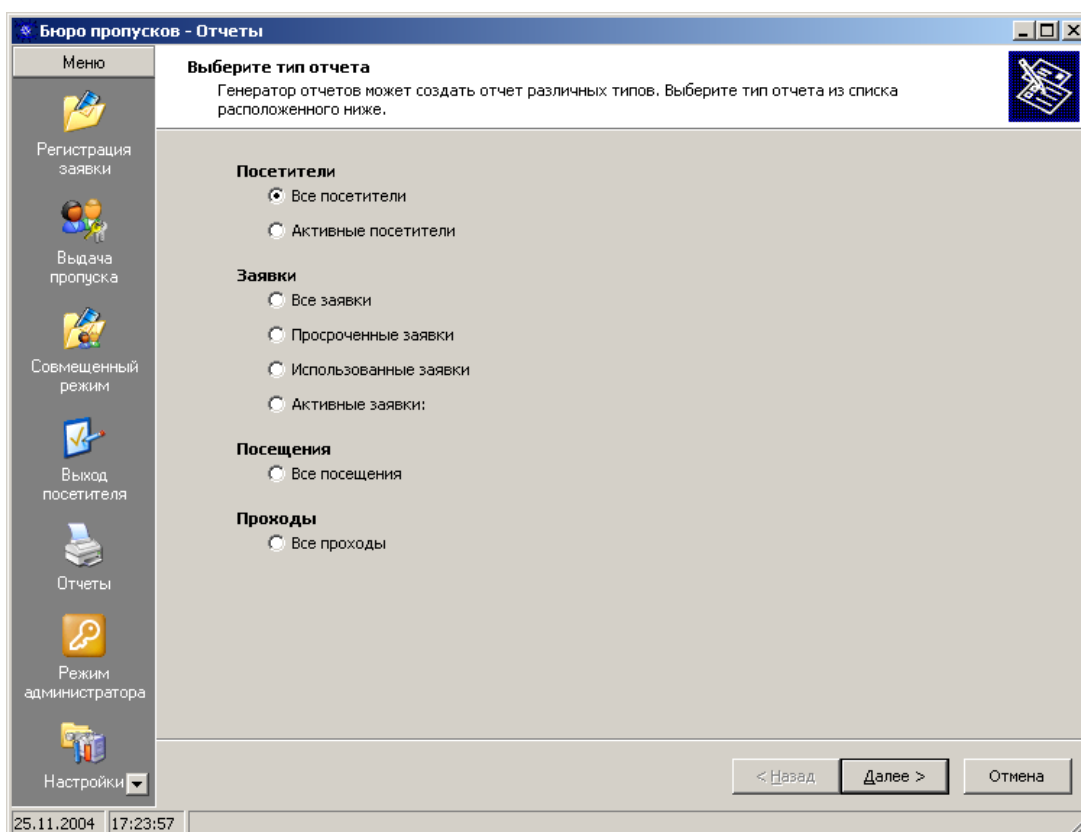 Бюро пропусков - Отчеты
Меню
Регистрация
заявки
Выдача
пропуска
Совмещенный
режим
Выход
посетителя
Отчеты
Режим
администратора
Настройки
Выберите тип отчета
Генератор отчетов может создать отчет различных типов. Выберите тип отчета из списка
расположенного ниже.
Посетители
Все посетители
Активные посетители
Заявки
Все заявки
Просроченные заявки
Использованные заявки
Активные заявки:
Посещения
Все посещения
Проходы
Все проходы
< Назад
Далее >
Отмена
25.11.2004 17:23:57